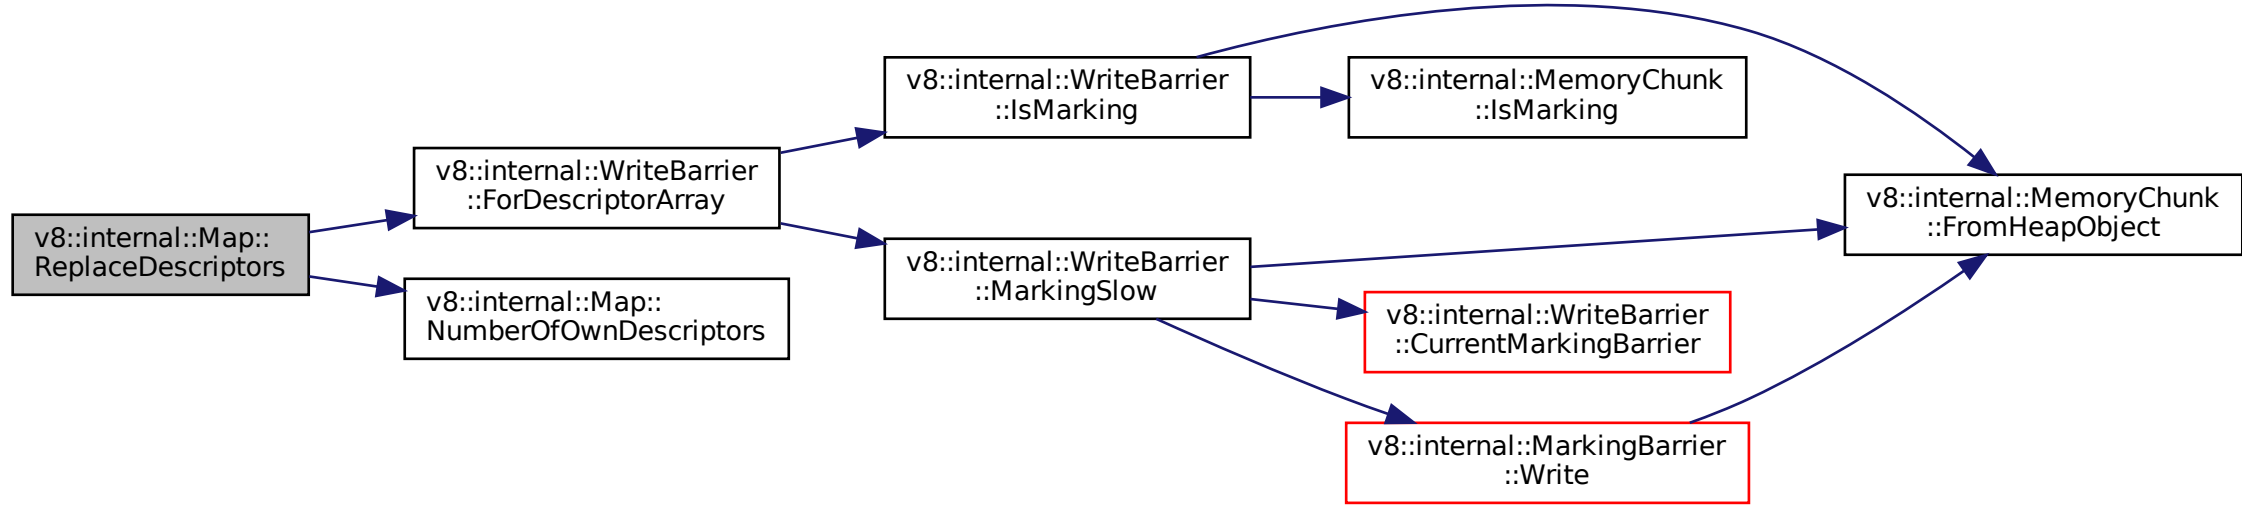 v8::internal::Map::
ReplaceDescriptors
v8::internal::WriteBarrier
::ForDescriptorArray
v8::internal::Map::
NumberOfOwnDescriptors
v8::internal::WriteBarrier
::IsMarking
v8::internal::WriteBarrier
::MarkingSlow
v8::internal::MemoryChunk
::IsMarking
v8::internal::WriteBarrier
::CurrentMarkingBarrier
v8::internal::MarkingBarrier
::Write
v8::internal::MemoryChunk
::FromHeapObject